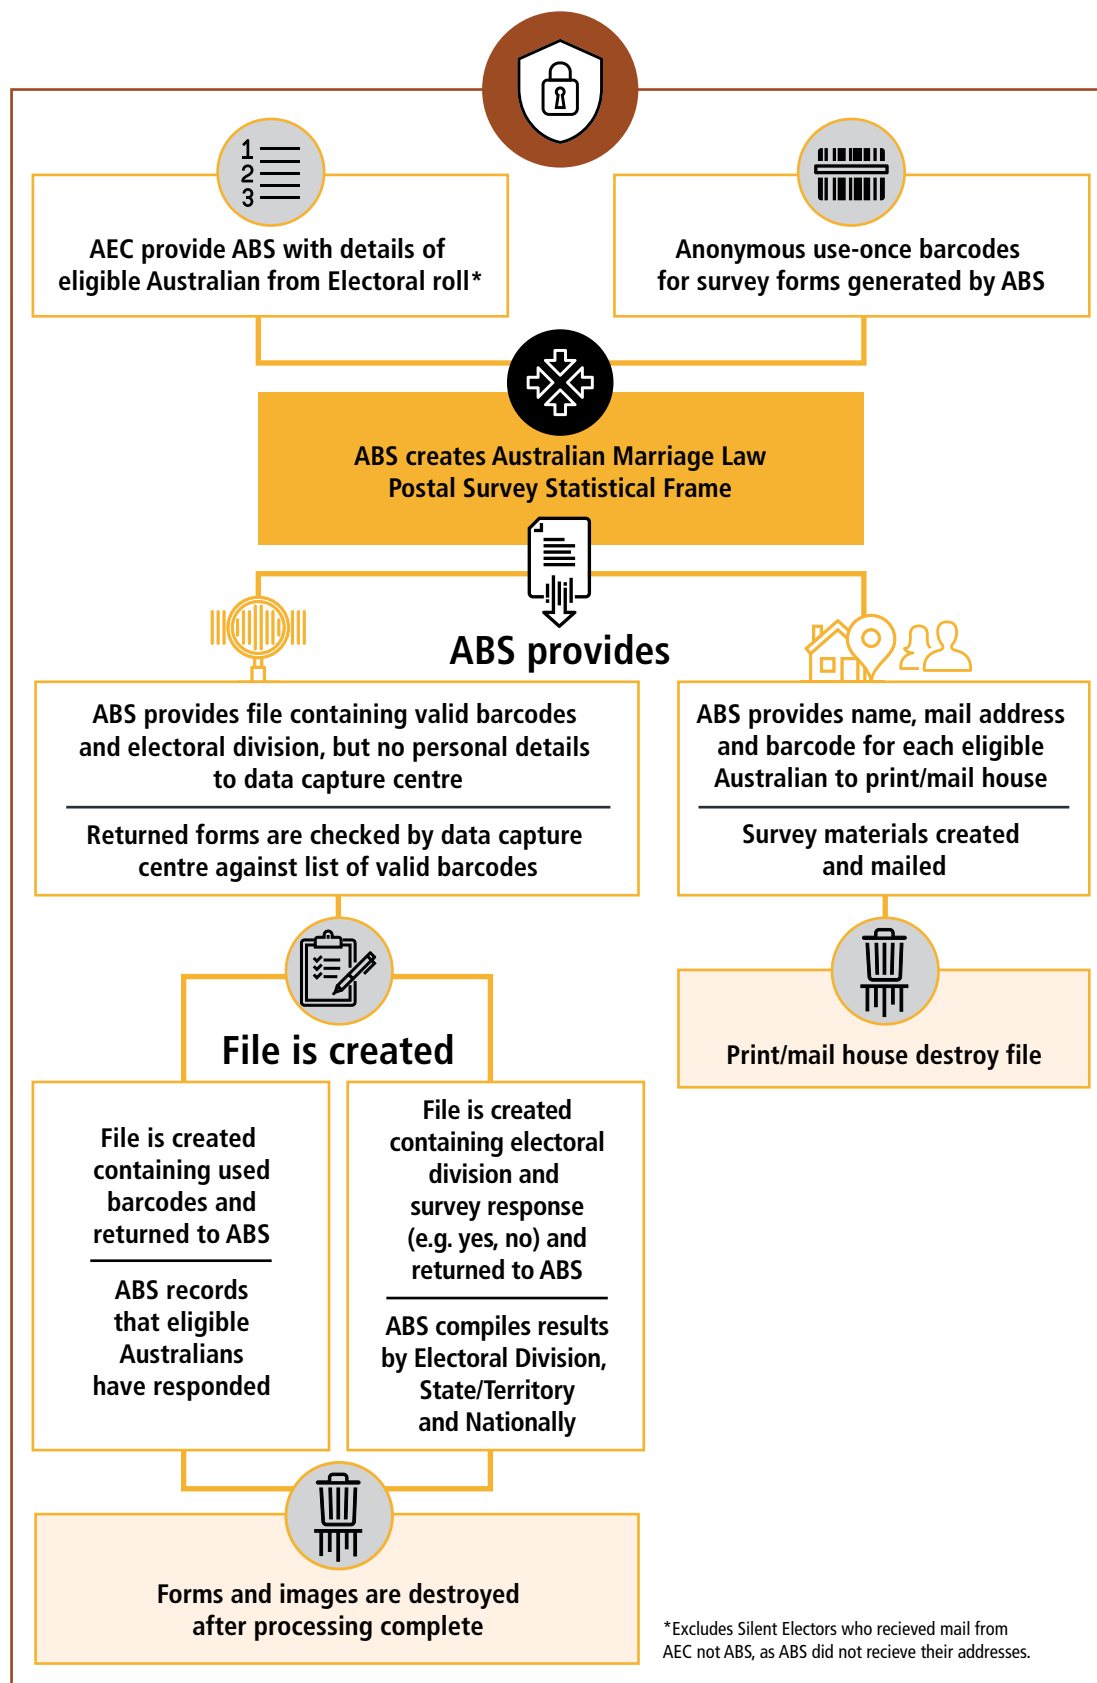 1
2
3
AEC provide ABS with details of
eligible Australian from Electoral roll*
Anonymous use-once barcodes
for survey forms generated by ABS
ABS creates Australian Marriage Law
Postal Survey Statistical Frame
ABS provides
ABS provides file containing valid barcodes
and electoral division, but no personal details
to data capture centre
Returned forms are checked by data capture
centre against list of valid barcodes
ABS provides name, mail address
and barcode for each eligible
Australian to print/mail house
Survey materials created
and mailed
Print/mail house destroy file
File is created
File is created
containing used
barcodes and
returned to ABS
ABS records
that eligible
Australians
have responded
File is created
containing electoral
division and
survey response
(e.g. yes, no) and
returned to ABS
ABS compiles results
by Electoral Division,
State/Territory
and Nationally
Forms and images are destroyed
after processing complete
*Excludes Silent Electors who recieved mail from
AEC not ABS, as ABS did not recieve their addresses.